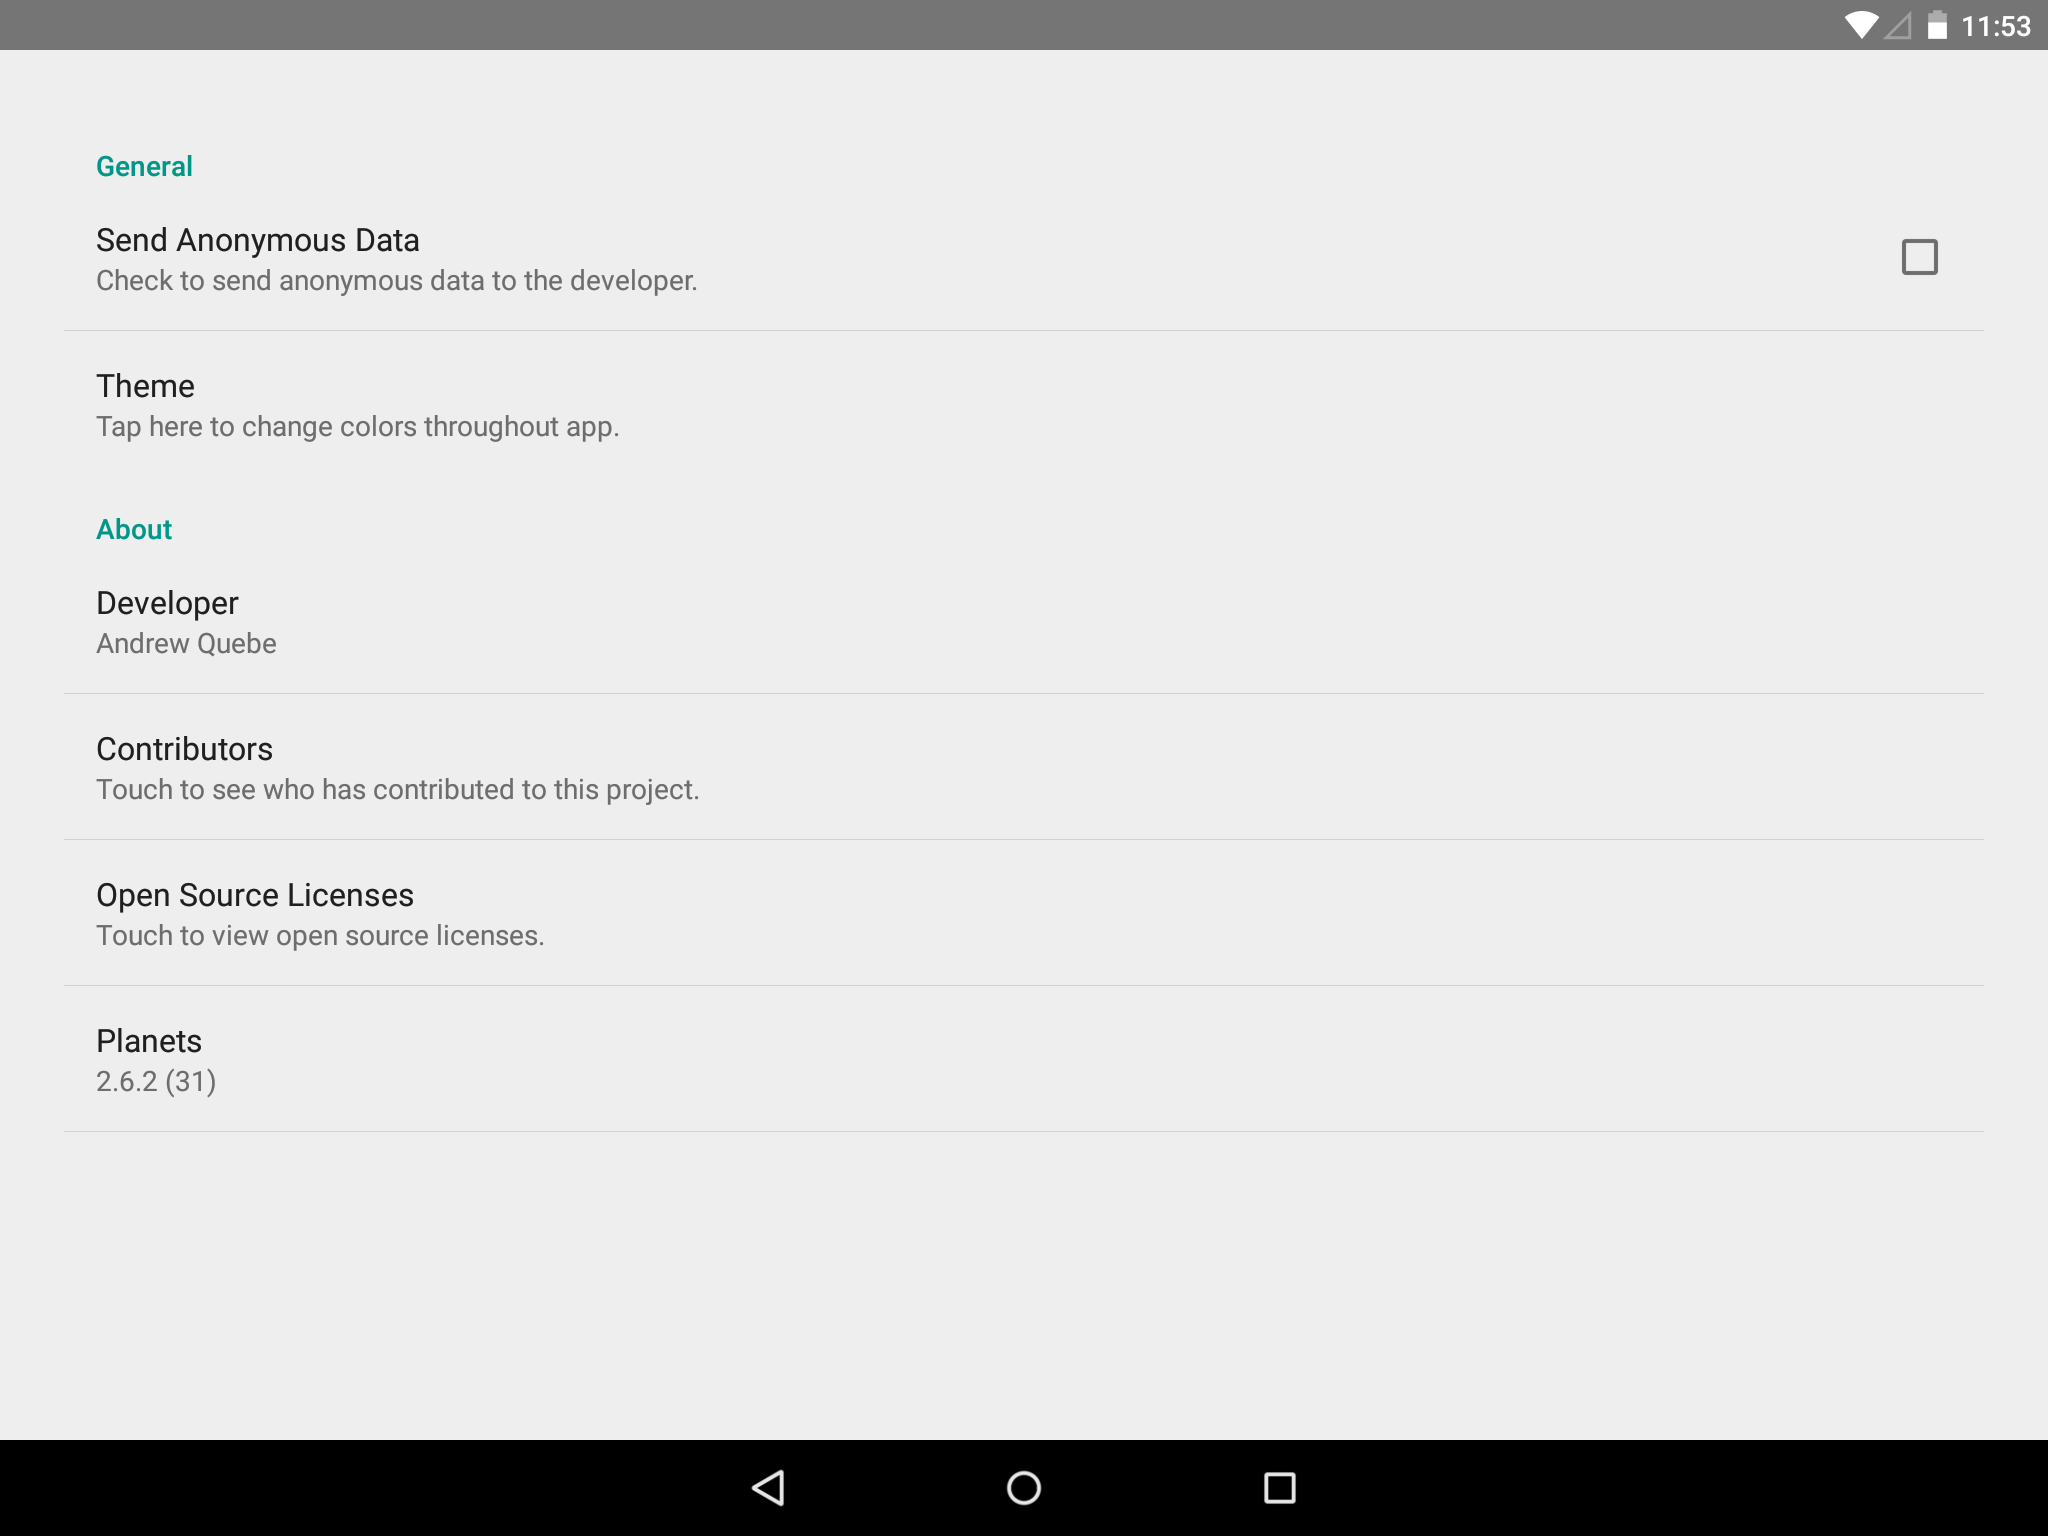 11:53
General
Send Anonymous Data
Check to send anonymous data to the developer.
Theme
Tap here to change colors throughout app.
About
Developer
Andrew Quebe
Contributors
Touch to see who has contributed to this project.
Open Source Licenses
Touch to view open source licenses.
Planets
2.6.2 (31)